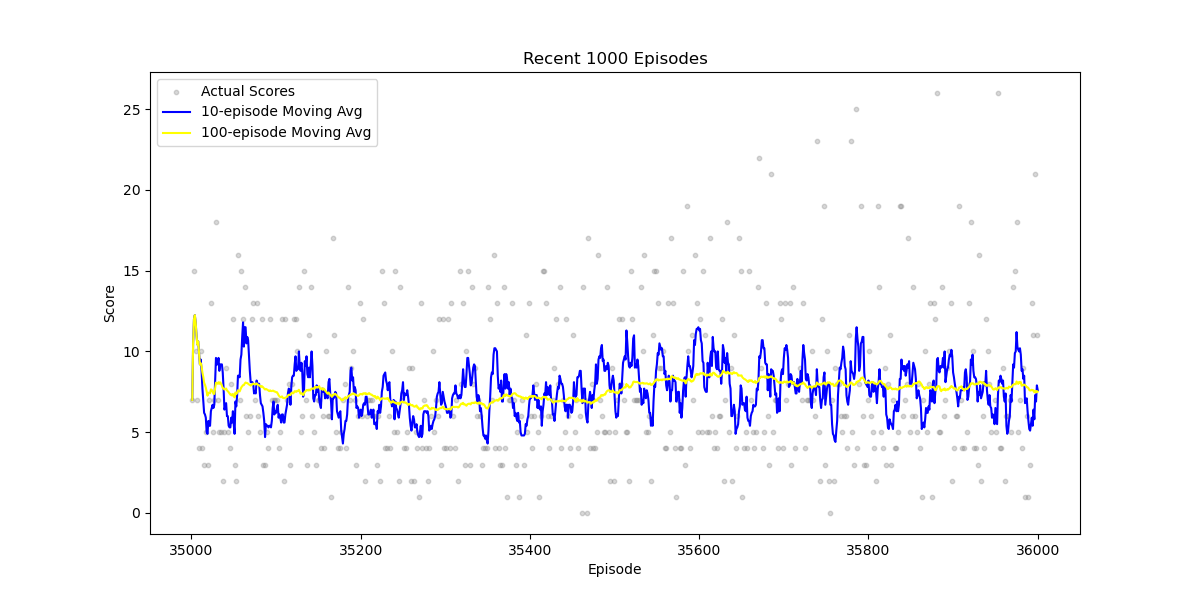 Recent 1000 Episodes
Actual Scores
10-episode Moving Avg
100-episode Moving Avg
25
20
15
10
5
0
Score
35000 35200 35400 35600 35800 36000
Episode